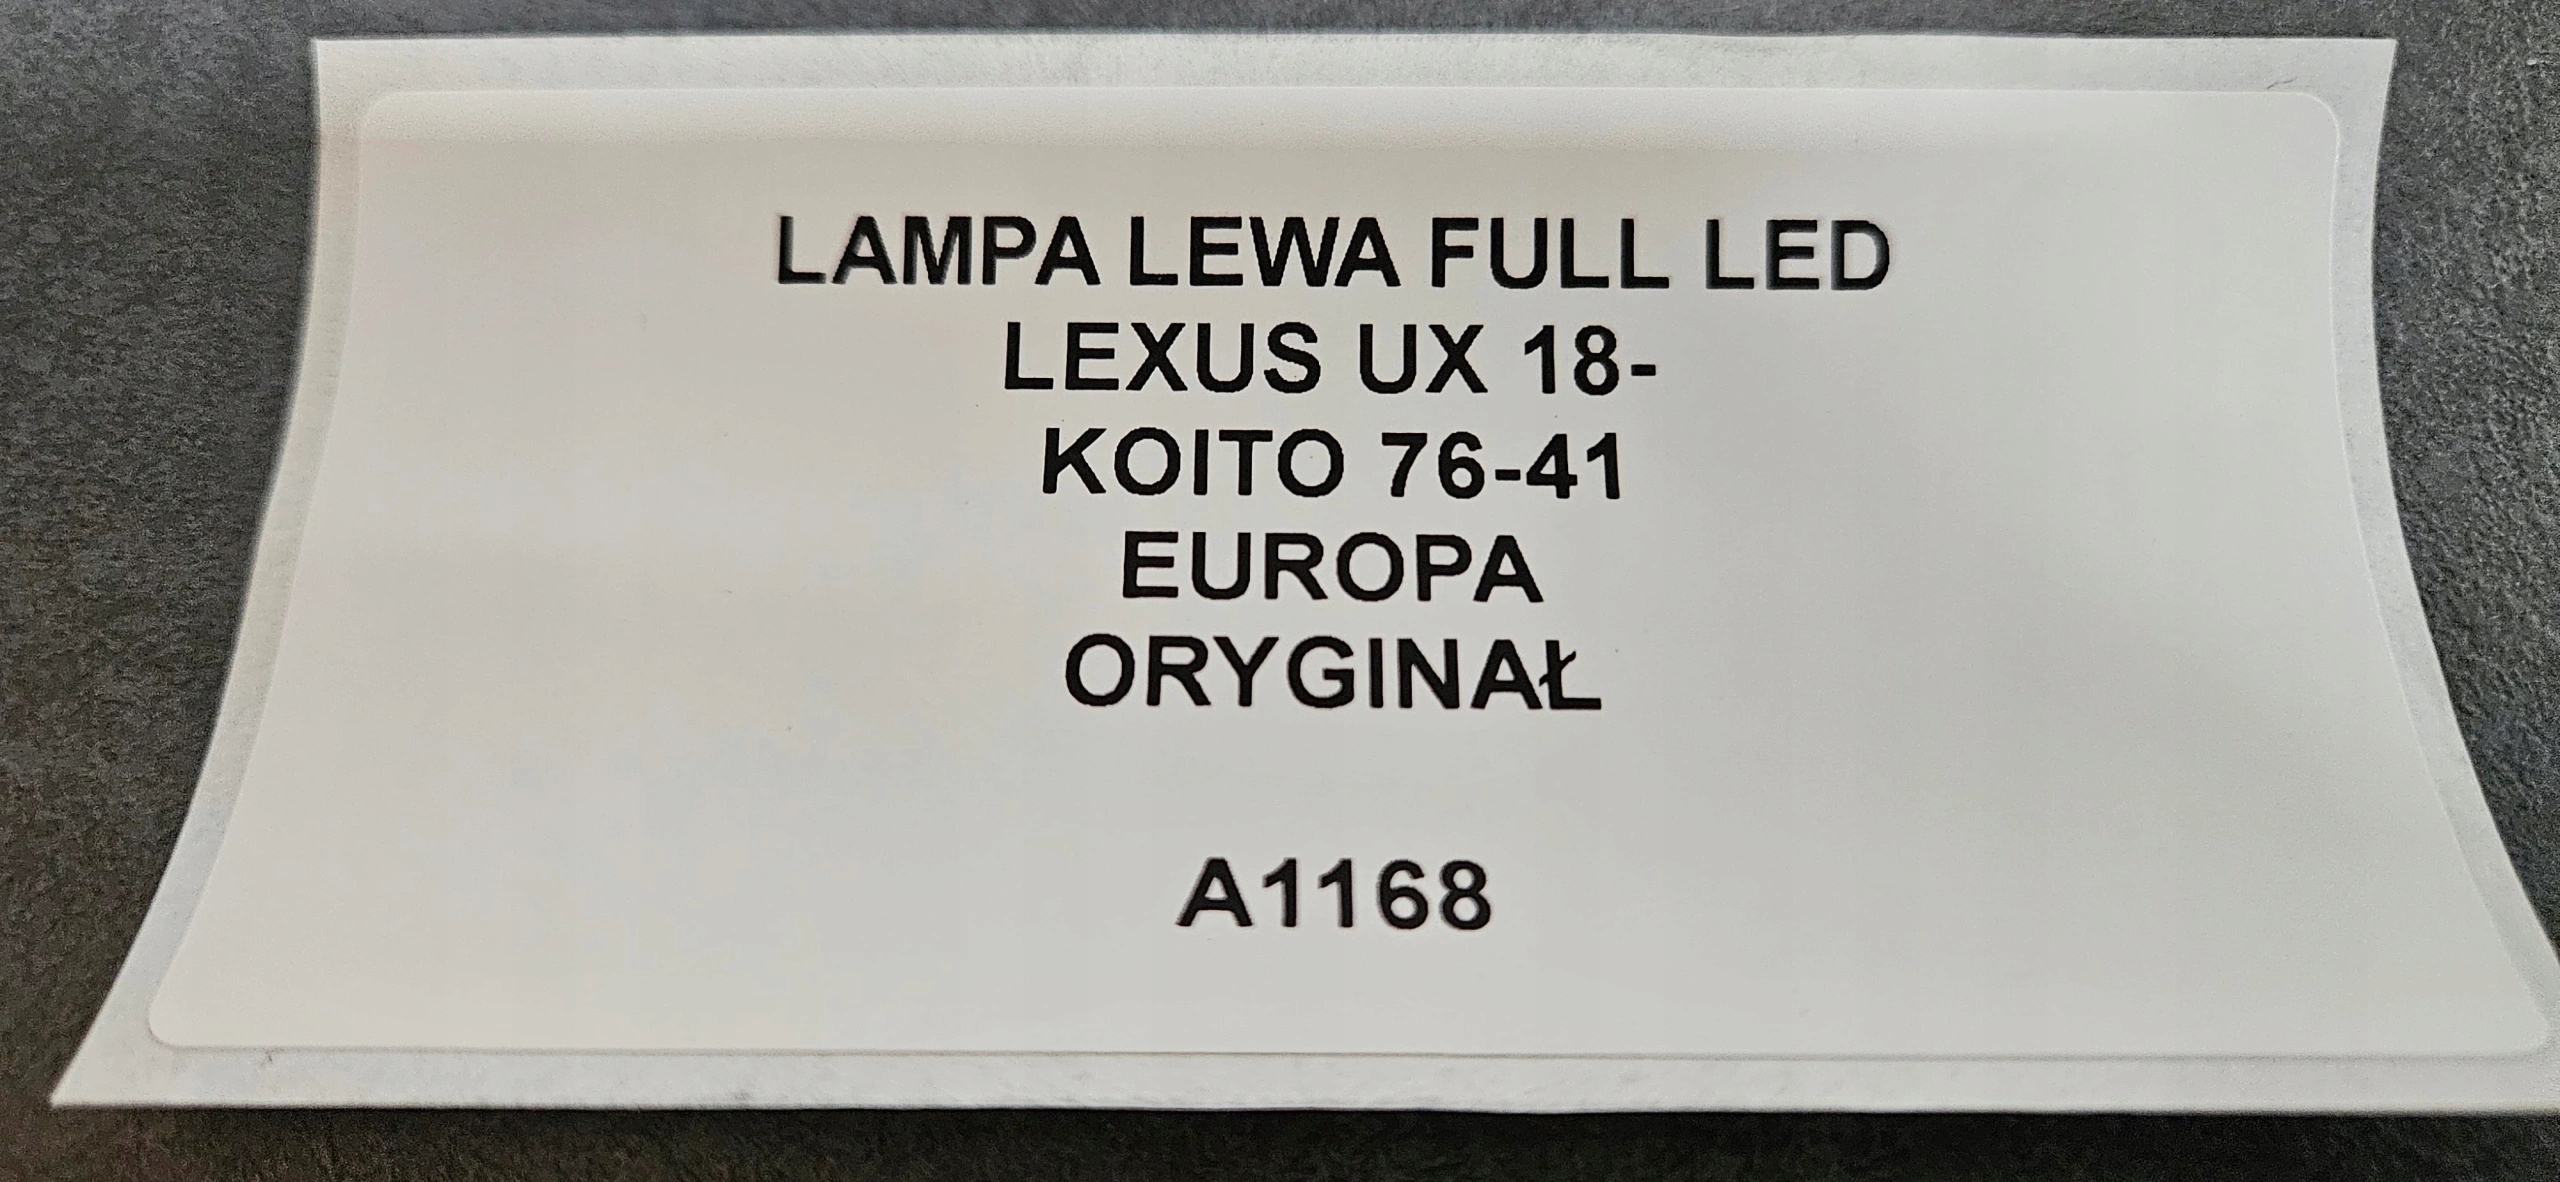 LAMPA LEWA FULL LED
LEXUS UX 18-
KOITO 76-41
EUROPA
ORYGINAŁ
A1168